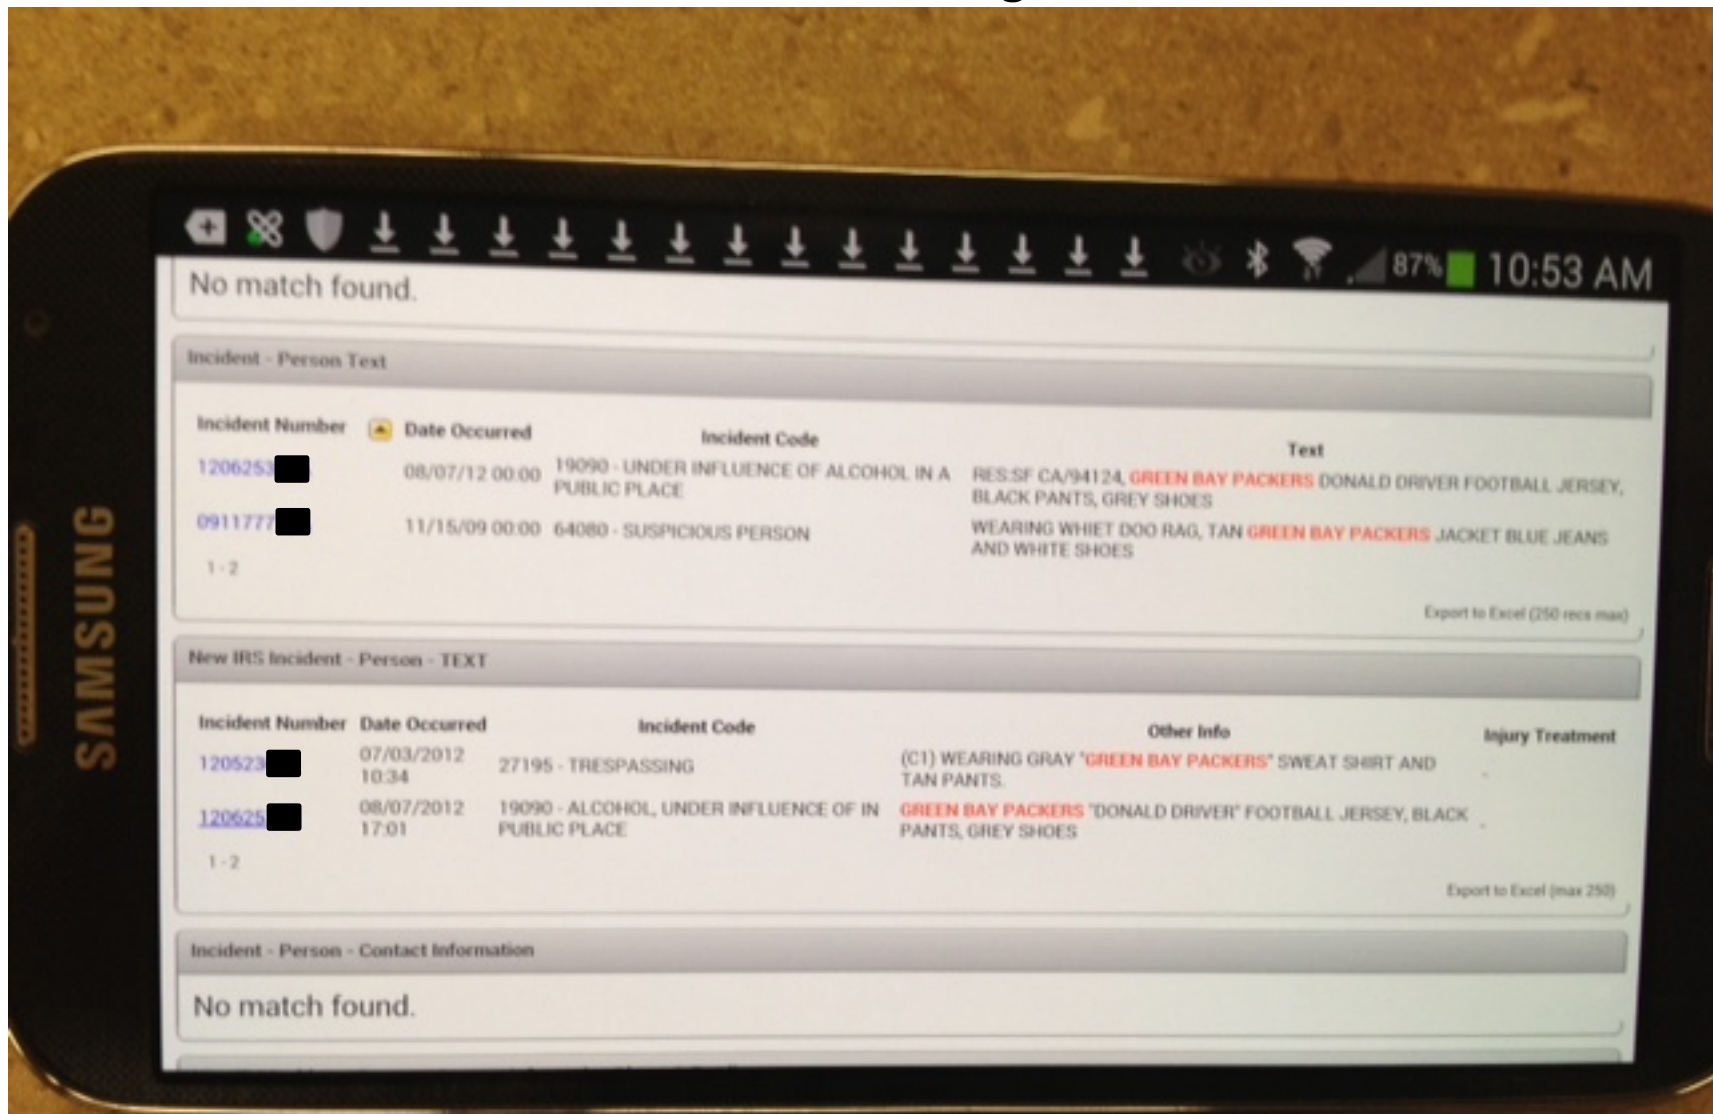 SAMSUNG
87% 10:53 AM
No match found.
Incident - Person Text
Incident Number Date Occurred Incident Code Text
1206253 08/07/12 00:00 19090 - UNDER INFLUENCE OF ALCOHOL IN A RES:SF CA/94124, GREEN BAY PACKERS DONALD DRIVER FOOTBALL JERSEY,
PUBLIC PLACE BLACK PANTS, GREY SHOES
0911777 11/15/09 00:00 64080 - SUSPICIOUS PERSON WEARING WHIET DOO RAG, TAN GREEN BAY PACKERS JACKET BLUE JEANS
AND WHITE SHOES
1 - 2
Export to Excel (250 recs max)
New IRS Incident - Person - TEXT
Incident Number Date Occurred Incident Code Other Info Injury Treatment
120523 07/03/2012 27195 - TRESPASSING (C1) WEARING GRAY "GREEN BAY PACKERS" SWEAT SHIRT AND
10:34 TAN PANTS. -
120625 08/07/2012 19090 - ALCOHOL, UNDER INFLUENCE OF IN GREEN BAY PACKERS "DONALD DRIVER" FOOTBALL JERSEY, BLACK
17:01 PUBLIC PLACE PANTS, GREY SHOES -
1 - 2
Export to Excel (max 250)
Incident - Person - Contact Information
No match found.